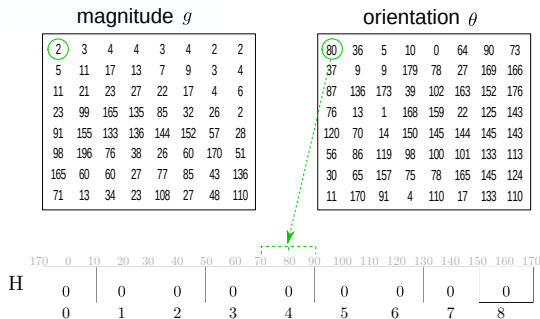 magnitude g
orientation θ
2 3 4 4 3 4 2 2
5 11 17 13 7 9 3 4
11 21 23 27 22 17 4 6
23 99 165 135 85 32 26 2
91 155 133 136 144 152 57 28
98 196 76 38 26 60 170 51
165 60 60 27 77 85 43 136
71 13 34 23 108 27 48 110
80 36 5 10 0 64 90 73
37 9 9 179 78 27 169 166
87 136 173 39 102 163 152 176
76 13 1 168 159 22 125 143
120 70 14 150 145 144 145 143
56 86 119 98 100 101 133 113
30 65 157 75 78 165 145 124
11 170 91 4 110 17 133 110
170 0 10 20 30 40 50 60 70 80 90 100 110 120 130 140 150 160 170
H
0 0 0 0 0 0 0 0 0
0 1 2 3 4 5 6 7 8